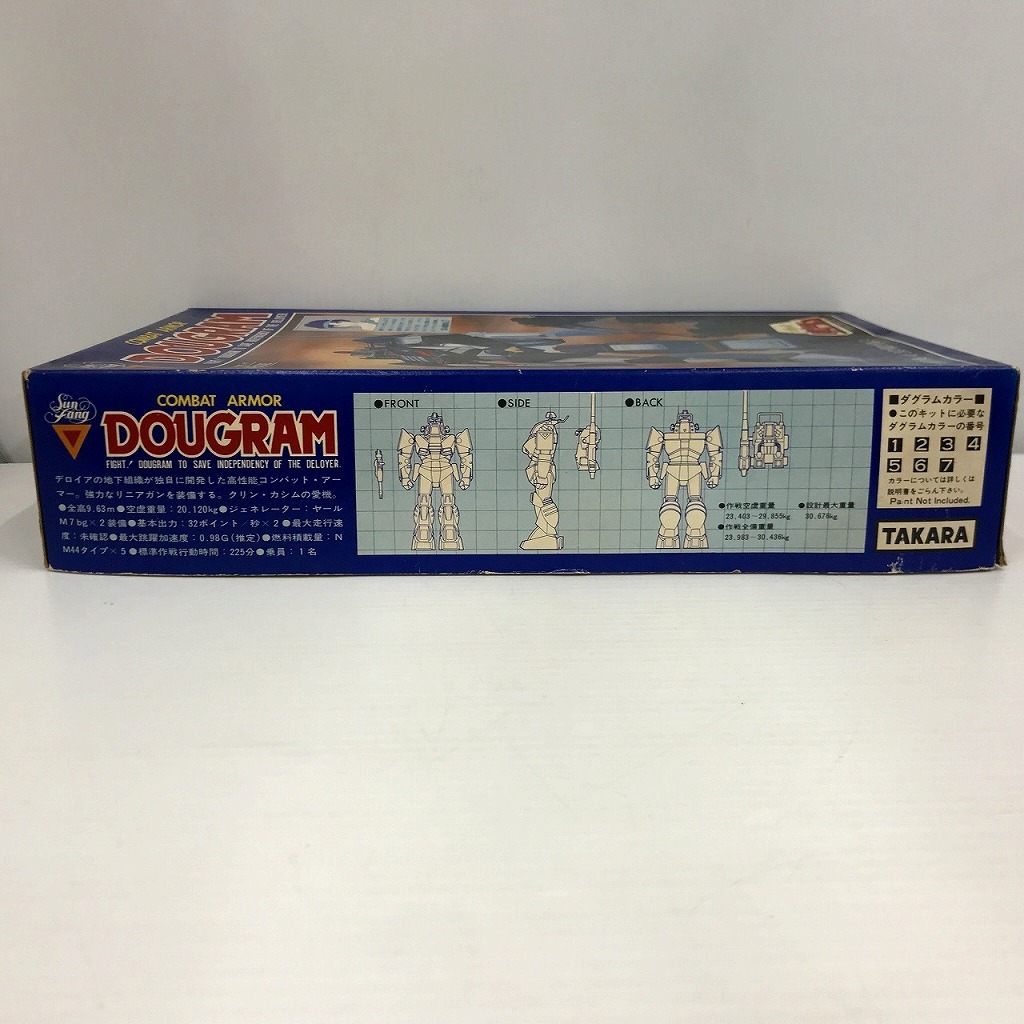 COMBAT ARMOR
DOUGRAM
Sun Fang
COMBAT ARMOR
DOUGRAM
FIGHT! DOUGRAM TO SAVE INDEPENDENCY OF THE DELOYER.
デロイアの地下組織が独自に開発した高性能コンバット・アー
マー。強力なリニアガンを装備する。クリン・カシムの愛機。
●全高9.63m●空虚重量:20,120kg●ジェネレーター:ヤール
M7bg×2装備●基本出力:32ポイント/秒×2●最大走行速
度:未確認●最大跳躍加速度:0.98G(推定)●燃料積載量:N
M44タイプ×5●標準作戦行動時間:225分●乗員:1名
●FRONT
●SIDE
●BACK
●作戦空虚重量
23,403~29,855kg
●作戦全備重量
23,983~30,436kg
●設計最大重量
30,678kg
■ダグラムカラー■
●このキットに必要な
ダグラムカラーの番号
1 2 3 4
5 6 7
カラーについては詳しくは
説明書をごらん下さい。
Paint Not Included.
TAKARA